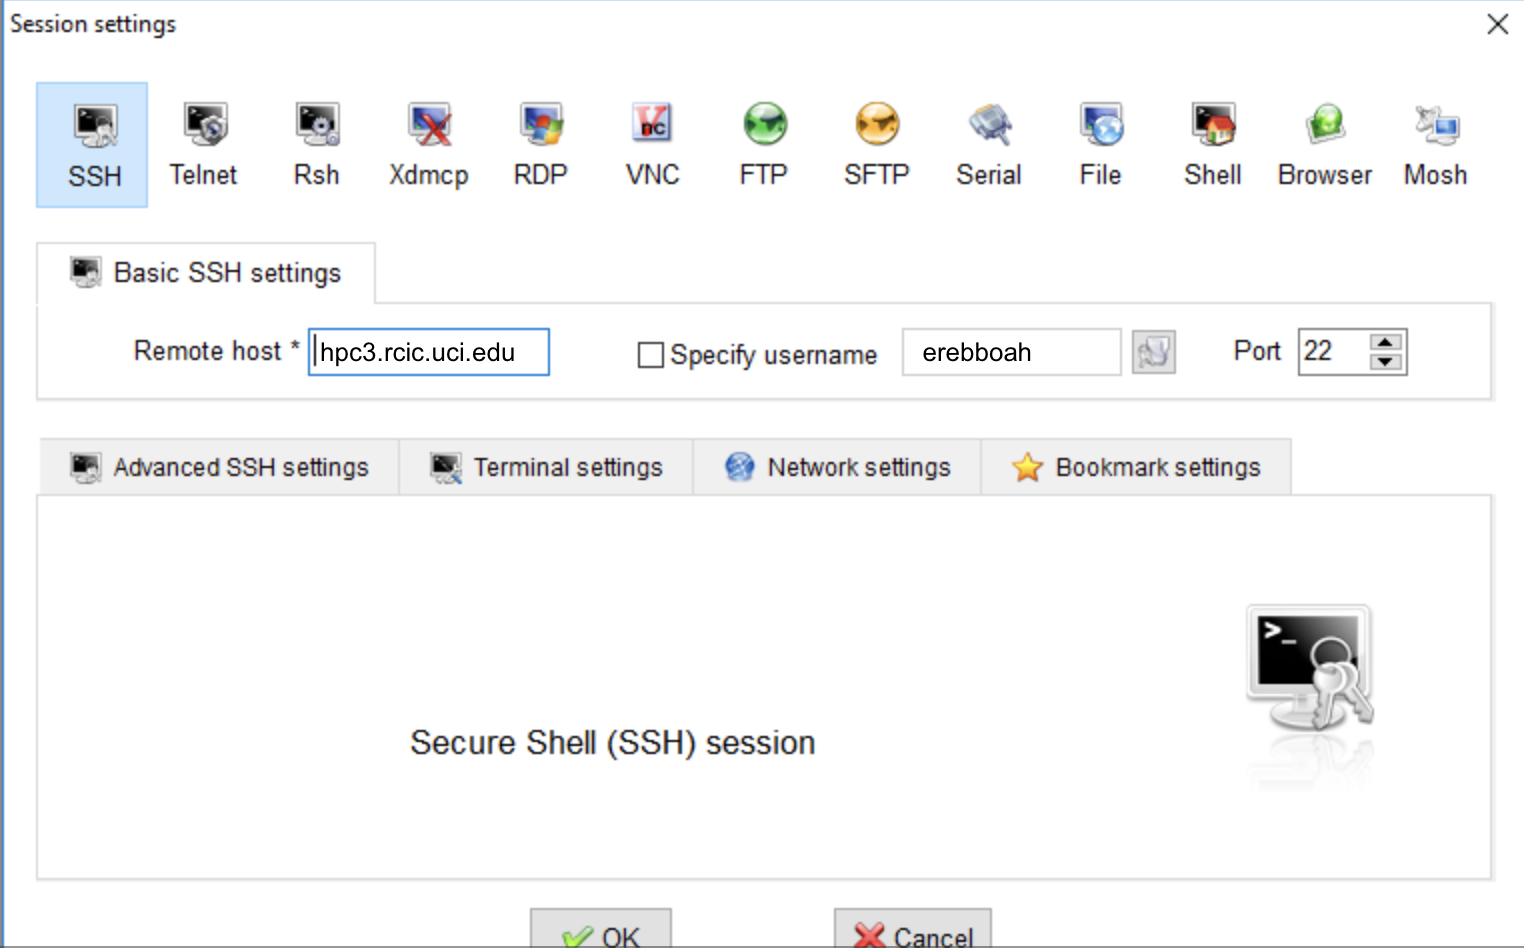 Session settings
SSH Telnet Rsh Xdmcp RDP VNC FTP SFTP Serial File Shell Browser Mosh
Basic SSH settings
Remote host * hpc3.rcic.uci.edu Specify username erebboah Port 22
Advanced SSH settings Terminal settings Network settings Bookmark settings
Secure Shell (SSH) session
OK Cancel